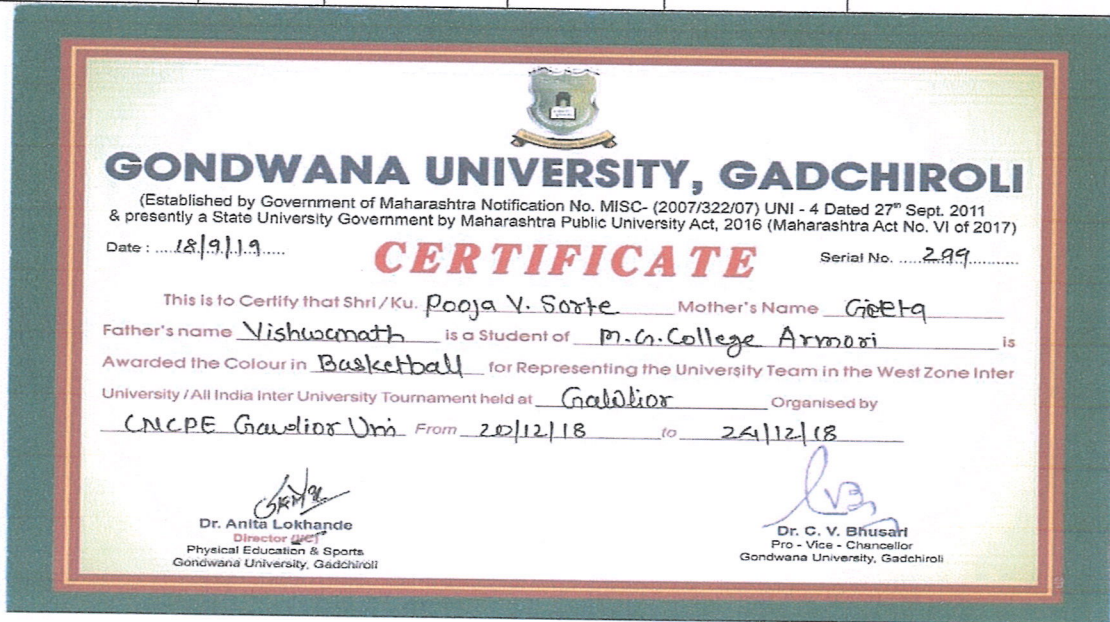 GONDWANA UNIVERSITY, GADCHIROLI
(Established by Government of Maharashtra Notification No. MISC- (2007/322/07) UNI - 4 Dated 27th Sept. 2011
& presently a State University Government by Maharashtra Public University Act, 2016 (Maharashtra Act No. VI of 2017)
Date : 18/9/19 CERTIFICATE Serial No. 299
This is to Certify that Shri / Ku. Pooja V. Sorte Mother's Name Geeta
Father's name Vishwanath is a Student of M.G. College Armori is
Awarded the Colour in Basketball for Representing the University Team in the West Zone Inter
University / All India Inter University Tournament held at Galwlior Organised by
CNCPE Gawlior Uni From 20/12/18 to 24/12/18
Dr. Anita Lokhande
Director
Physical Education & Sports
Gondwana University, Gadchiroli
Dr. C. V. Bhusari
Pro - Vice - Chancellor
Gondwana University, Gadchiroli